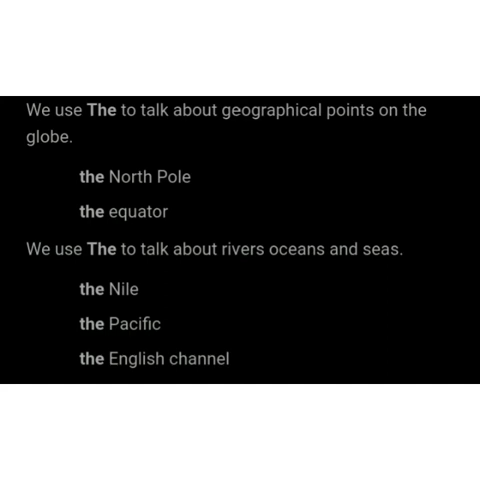 We use The to talk about geographical points on the
globe.
the North Pole
the equator
We use The to talk about rivers oceans and seas.
the Nile
the Pacific
the English channel